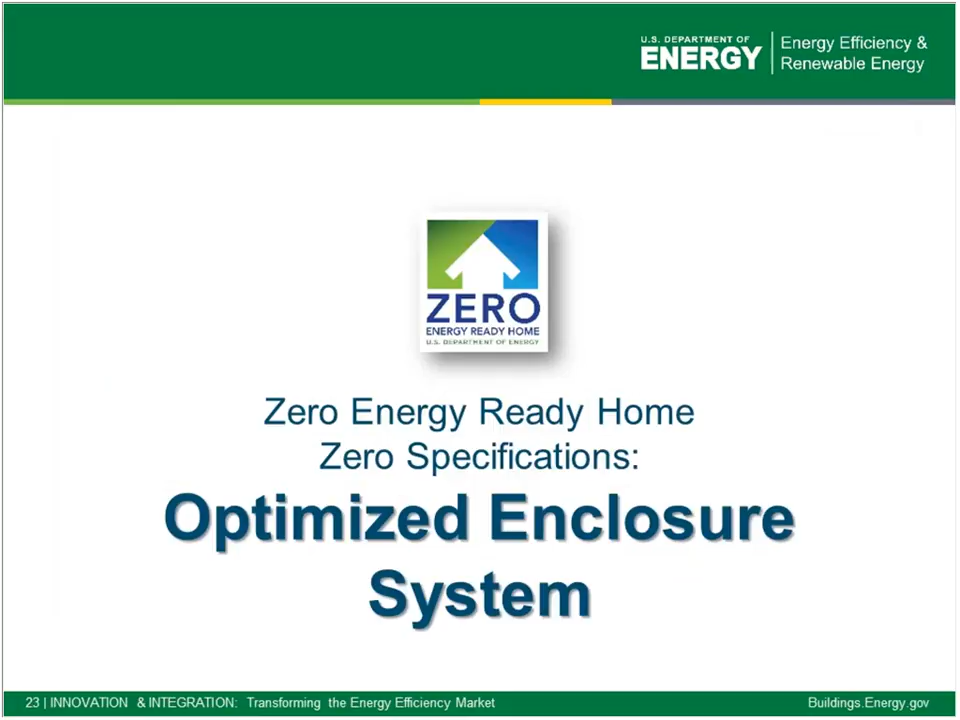 U.S. DEPARTMENT OF
ENERGY
Energy Efficiency &
Renewable Energy
ZERO
ENERGY READY HOME
U.S. DEPARTMENT OF ENERGY
Zero Energy Ready Home
Zero Specifications:
Optimized Enclosure
System
23 | INNOVATION & INTEGRATION: Transforming the Energy Efficiency Market
Buildings.Energy.gov